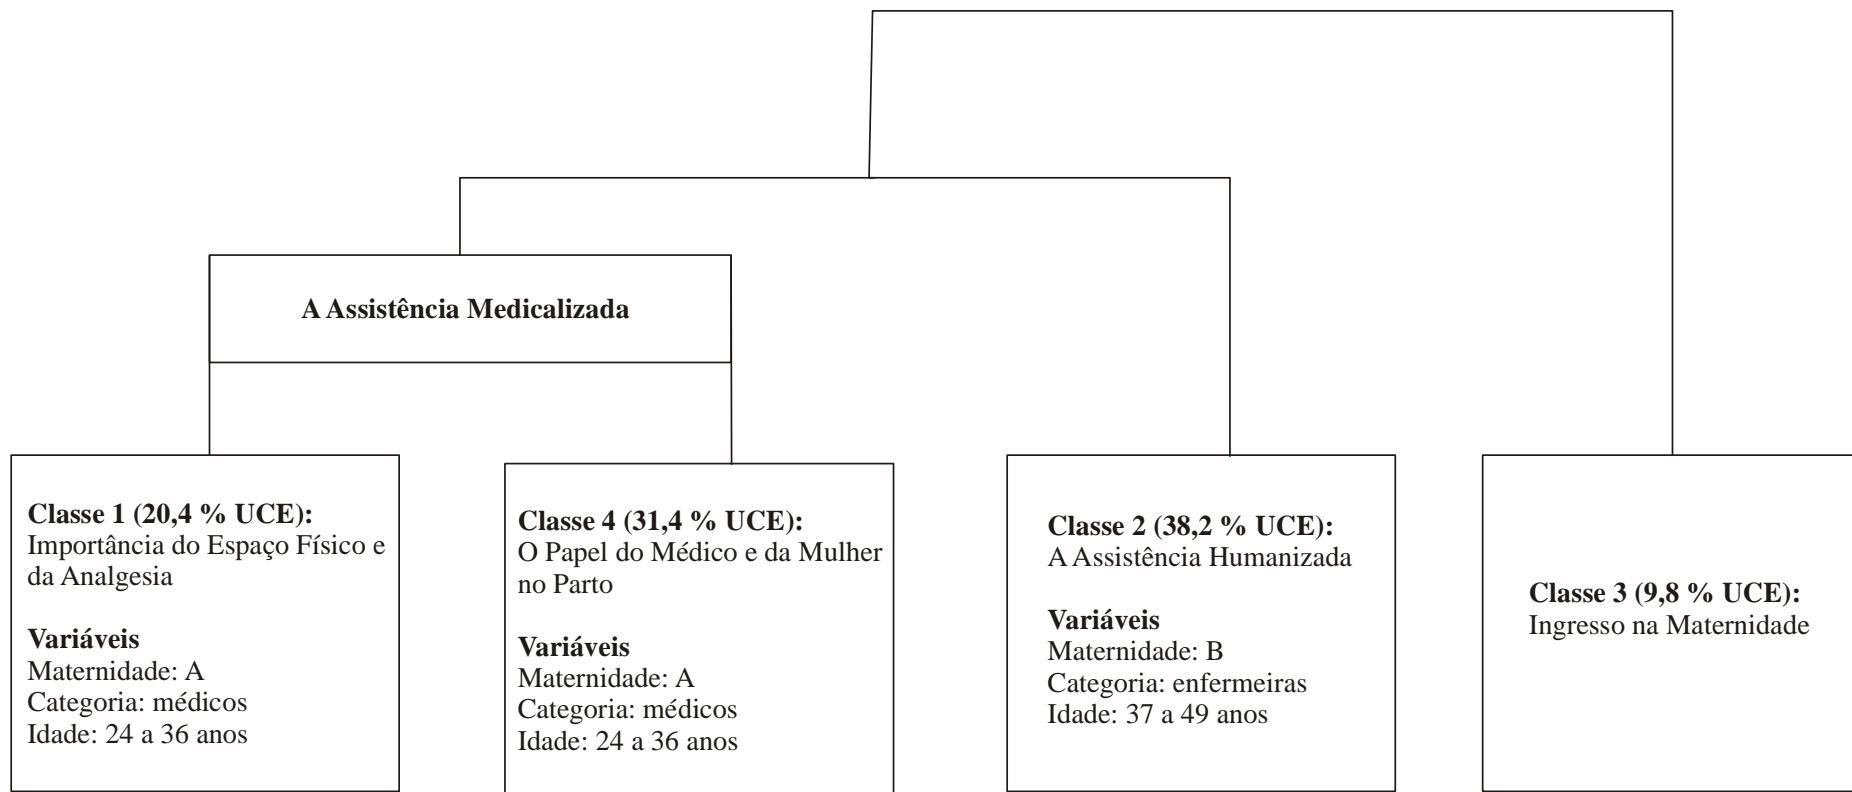 A Assistência Medicalizada
Classe 1 (20,4 % UCE):
Importância do Espaço Físico e
da Analgesia
Variáveis
Maternidade: A
Categoria: médicos
Idade: 24 a 36 anos
Classe 4 (31,4 % UCE):
O Papel do Médico e da Mulher
no Parto
Variáveis
Maternidade: A
Categoria: médicos
Idade: 24 a 36 anos
Classe 2 (38,2 % UCE):
A Assistência Humanizada
Variáveis
Maternidade: B
Categoria: enfermeiras
Idade: 37 a 49 anos
Classe 3 (9,8 % UCE):
Ingresso na Maternidade